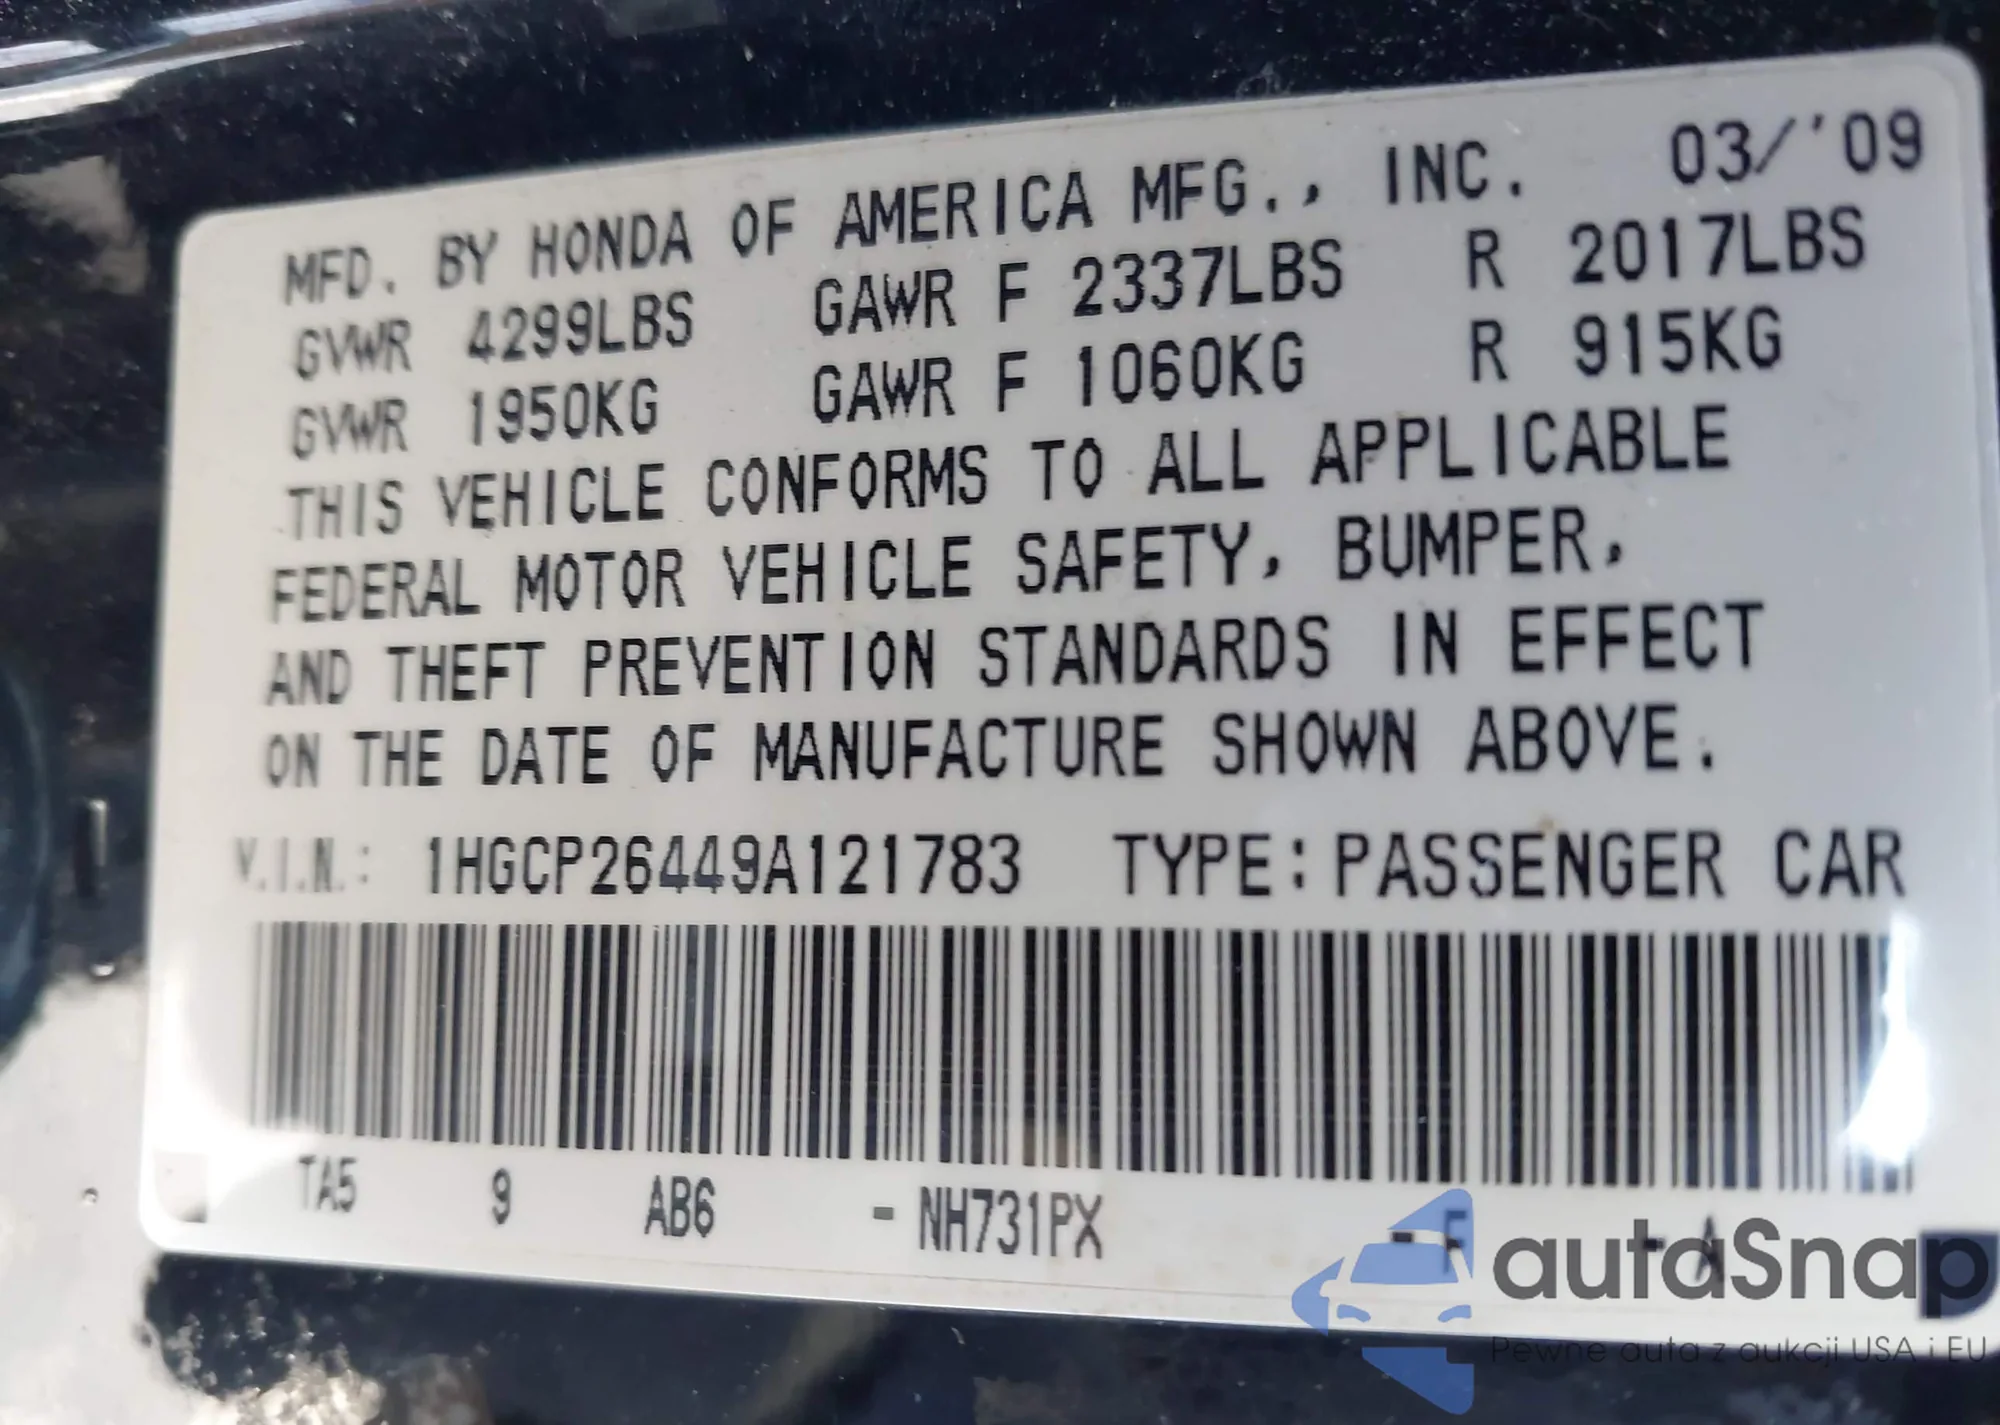 MFD. BY HONDA OF AMERICA MFG., INC. 03/'09
GVWR 4299LBS GAWR F 2337LBS R 2017LBS
GVWR 1950KG GAWR F 1060KG R 915KG
THIS VEHICLE CONFORMS TO ALL APPLICABLE
FEDERAL MOTOR VEHICLE SAFETY, BUMPER,
AND THEFT PREVENTION STANDARDS IN EFFECT
ON THE DATE OF MANUFACTURE SHOWN ABOVE.
V.I.N.: 1HGCP26449A121783 TYPE:PASSENGER CAR
TA5 9 AB6 - NH731PX - F - A
autoSnap
Pewne auta z aukcji USA i EU